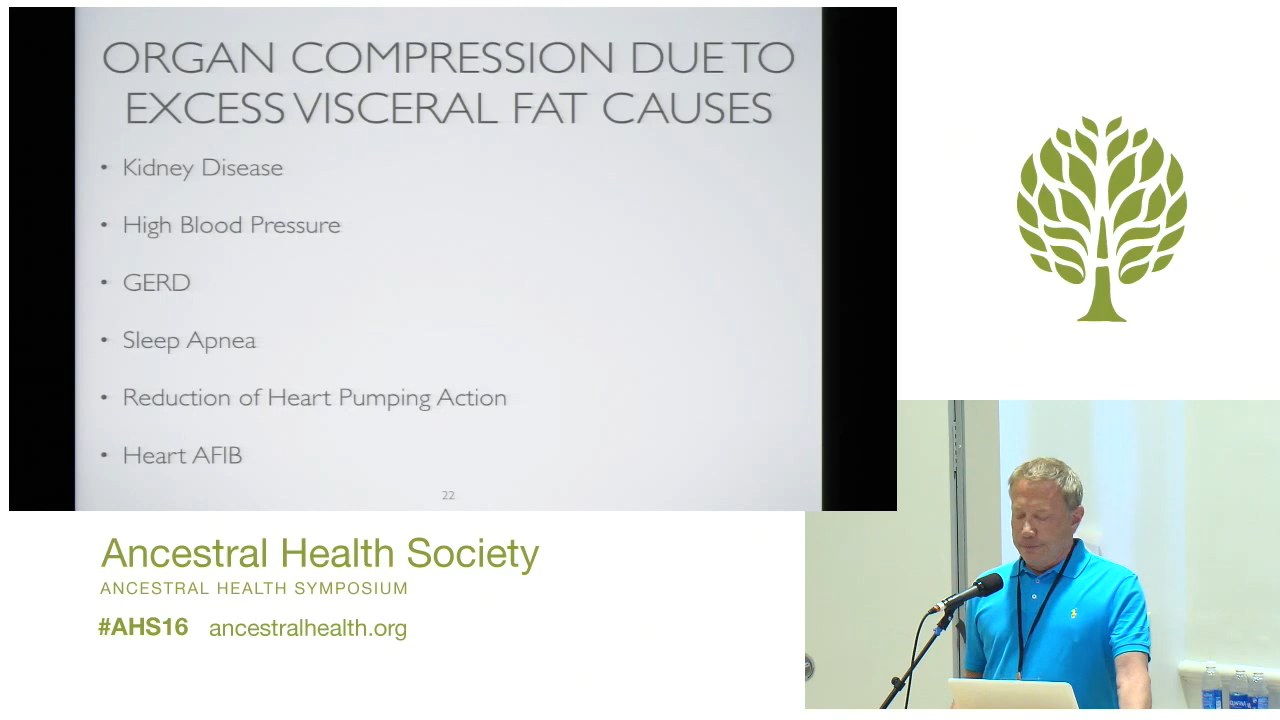 ORGAN COMPRESSION DUE TO
EXCESS VISCERAL FAT CAUSES
• Kidney Disease
• High Blood Pressure
• GERD
• Sleep Apnea
• Reduction of Heart Pumping Action
• Heart AFIB
22
Ancestral Health Society
ANCESTRAL HEALTH SYMPOSIUM
#AHS16 ancestralhealth.org